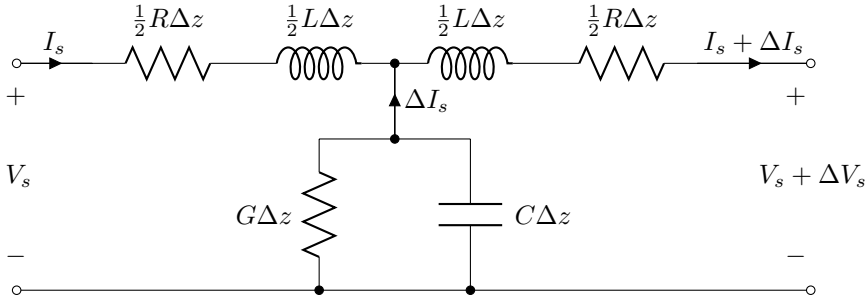 ½RΔz ½LΔz ½LΔz ½RΔz
I_s I_s + ΔI_s
+ ΔI_s +
V_s V_s + ΔV_s
GΔz CΔz
− −